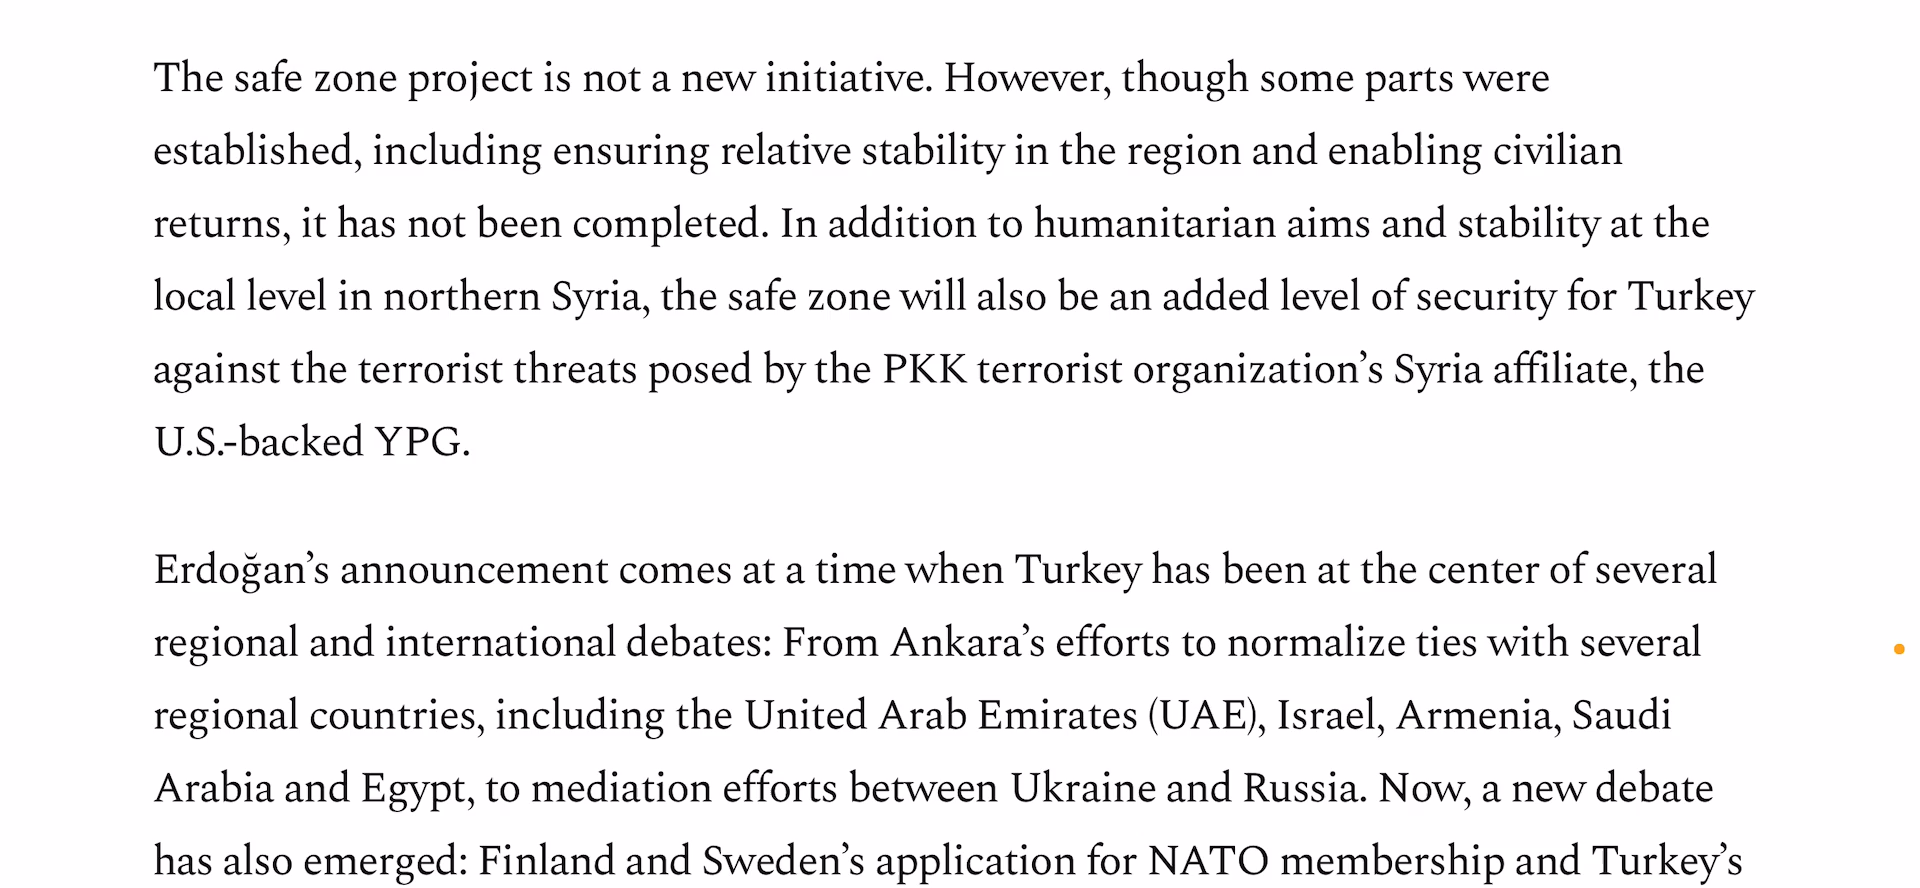 The safe zone project is not a new initiative. However, though some parts were
established, including ensuring relative stability in the region and enabling civilian
returns, it has not been completed. In addition to humanitarian aims and stability at the
local level in northern Syria, the safe zone will also be an added level of security for Turkey
against the terrorist threats posed by the PKK terrorist organization’s Syria affiliate, the
U.S.-backed YPG.
Erdoğan’s announcement comes at a time when Turkey has been at the center of several
regional and international debates: From Ankara’s efforts to normalize ties with several
regional countries, including the United Arab Emirates (UAE), Israel, Armenia, Saudi
Arabia and Egypt, to mediation efforts between Ukraine and Russia. Now, a new debate
has also emerged: Finland and Sweden’s application for NATO membership and Turkey’s